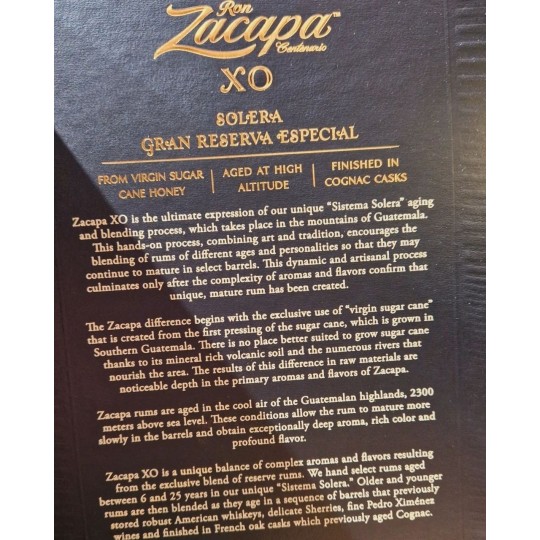 Ron
Zacapa™
Centenario
XO
SOLERA
GRAN RESERVA ESPECIAL
FROM VIRGIN SUGAR CANE HONEY
AGED AT HIGH ALTITUDE
FINISHED IN COGNAC CASKS
Zacapa XO is the ultimate expression of our unique "Sistema Solera" aging
and blending process, which takes place in the mountains of Guatemala.
This hands-on process, combining art and tradition, encourages the
blending of rums of different ages and personalities so that they may
continue to mature in select barrels. This dynamic and artisanal process
culminates only after the complexity of aromas and flavors confirm that
unique, mature rum has been created.
The Zacapa difference begins with the exclusive use of "virgin sugar cane"
that is created from the first pressing of the sugar cane, which is grown in
Southern Guatemala. There is no place better suited to grow sugar cane
thanks to its mineral rich volcanic soil and the numerous rivers that
nourish the area. The results of this difference in raw materials are
noticeable depth in the primary aromas and flavors of Zacapa.
Zacapa rums are aged in the cool air of the Guatemalan highlands, 2300
meters above sea level. These conditions allow the rum to mature more
slowly in the barrels and obtain exceptionally deep aroma, rich color and
profound flavor.
Zacapa XO is a unique balance of complex aromas and flavors resulting
from the exclusive blend of reserve rums. We hand select rums aged
between 6 and 25 years in our unique "Sistema Solera." Older and younger
rums are then blended as they age in a sequence of barrels that previously
stored robust American whiskeys, delicate Sherries, fine Pedro Ximénez
wines and finished in French oak casks which previously aged Cognac.